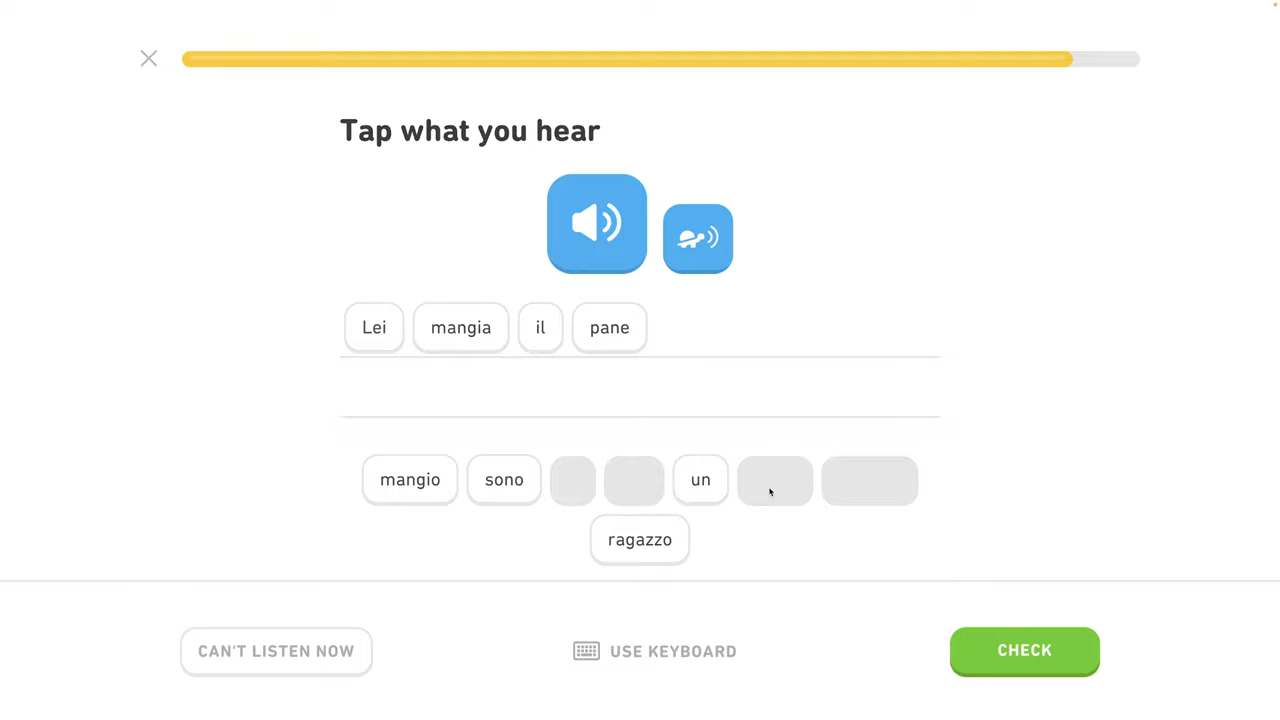 Tap what you hear
Lei mangia il pane
mangio sono un
ragazzo
CAN'T LISTEN NOW USE KEYBOARD CHECK